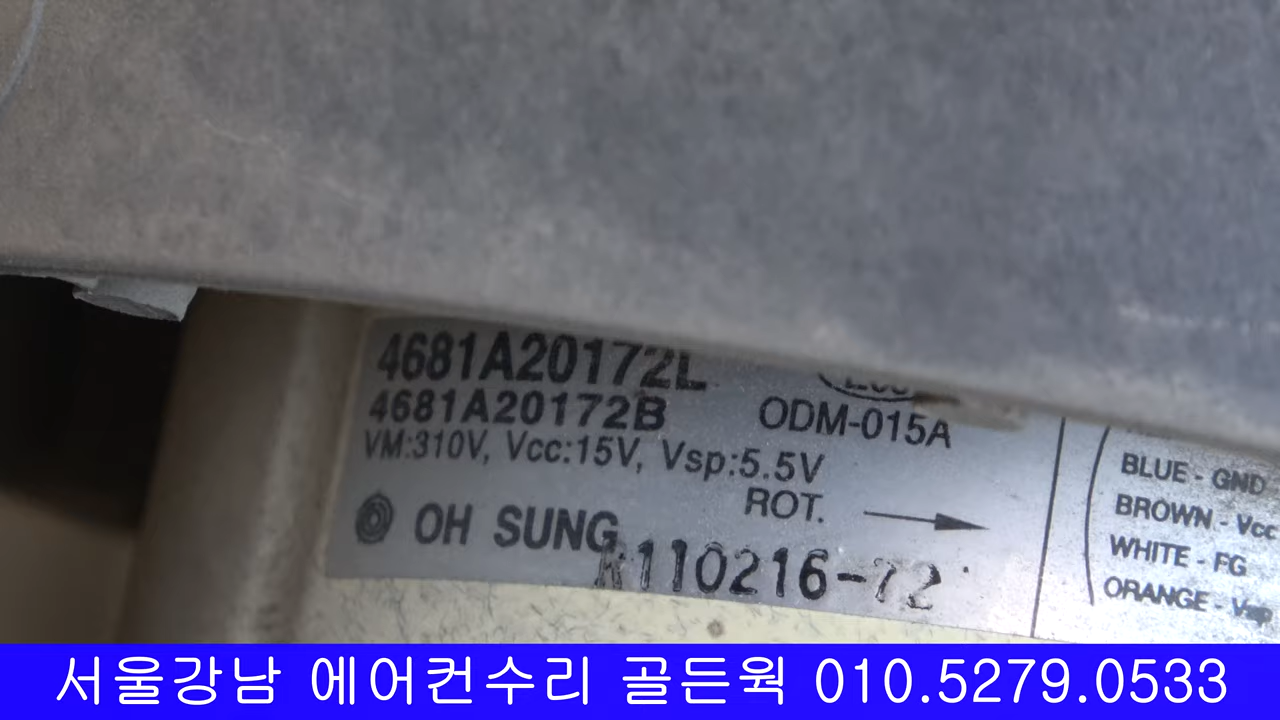 4681A20172L
4681A20172B
ODM-015A
VM:310V, Vcc:15V, Vsp:5.5V
ROT.
OH SUNG
110216-72
BLUE - GND
BROWN - Vcc
WHITE - FG
ORANGE - Vsp
서울강남 에어컨수리 골든웍 010.5279.0533